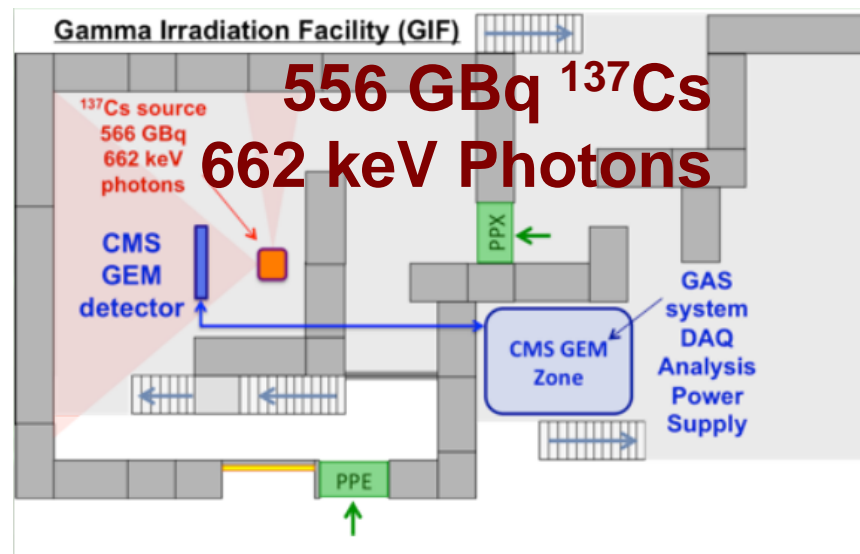 Gamma Irradiation Facility (GIF)
556 GBq ¹³⁷Cs
662 keV Photons
¹³⁷Cs source
566 GBq
662 keV
photons
CMS
GEM
detector
PPX
GAS
system
DAQ
Analysis
Power
Supply
CMS GEM
Zone
PPE